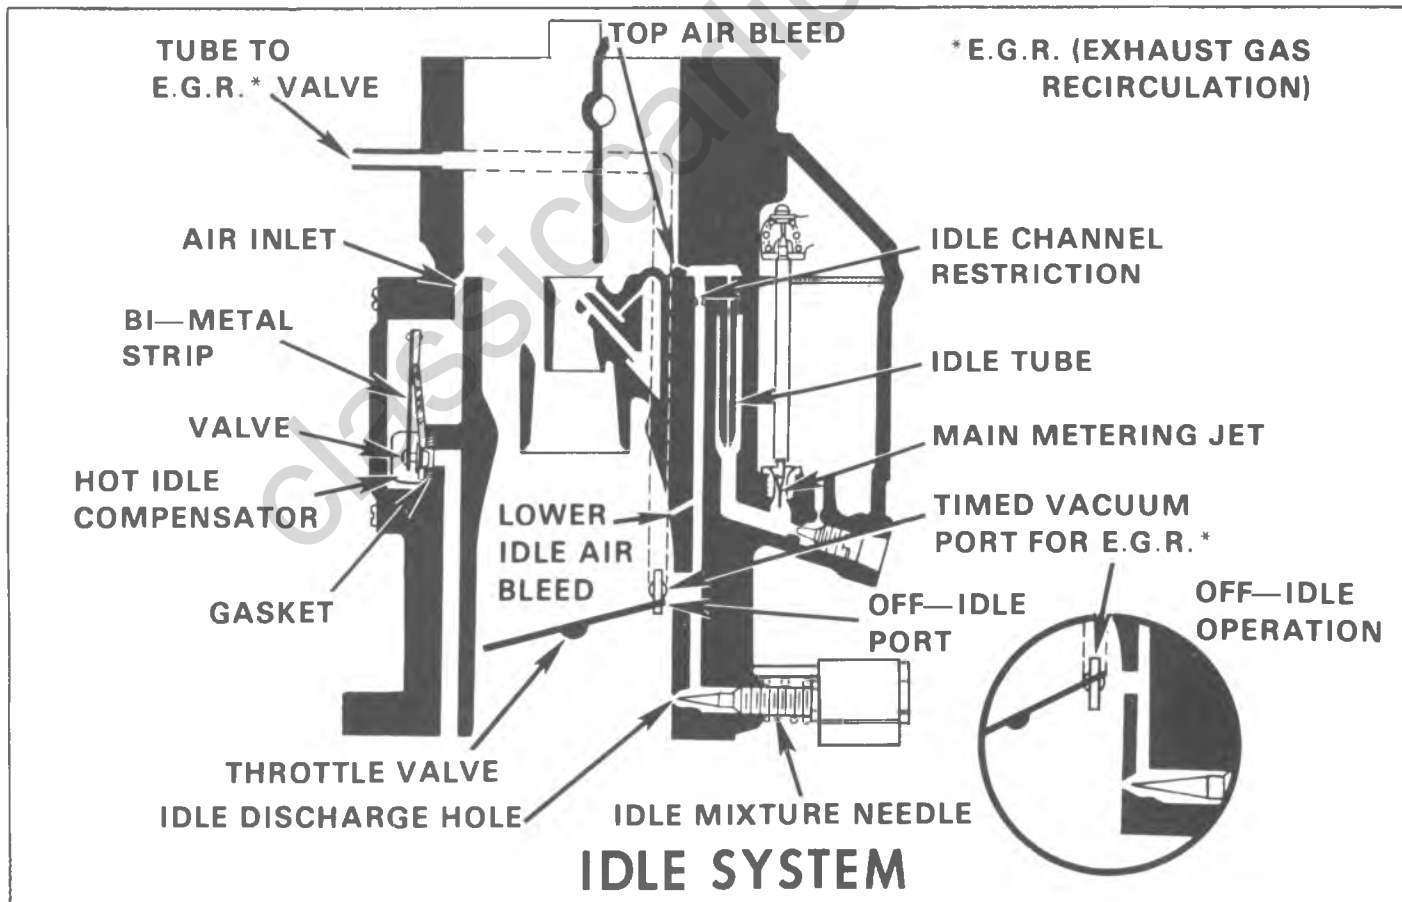 TUBE TO
E.G.R.* VALVE
TOP AIR BLEED
*E.G.R. (EXHAUST GAS
RECIRCULATION)
AIR INLET
IDLE CHANNEL
RESTRICTION
BI—METAL
STRIP
IDLE TUBE
VALVE
MAIN METERING JET
HOT IDLE
COMPENSATOR
LOWER
IDLE AIR
BLEED
TIMED VACUUM
PORT FOR E.G.R.*
GASKET
OFF—IDLE
PORT
OFF—IDLE
OPERATION
THROTTLE VALVE
IDLE DISCHARGE HOLE
IDLE MIXTURE NEEDLE
IDLE SYSTEM